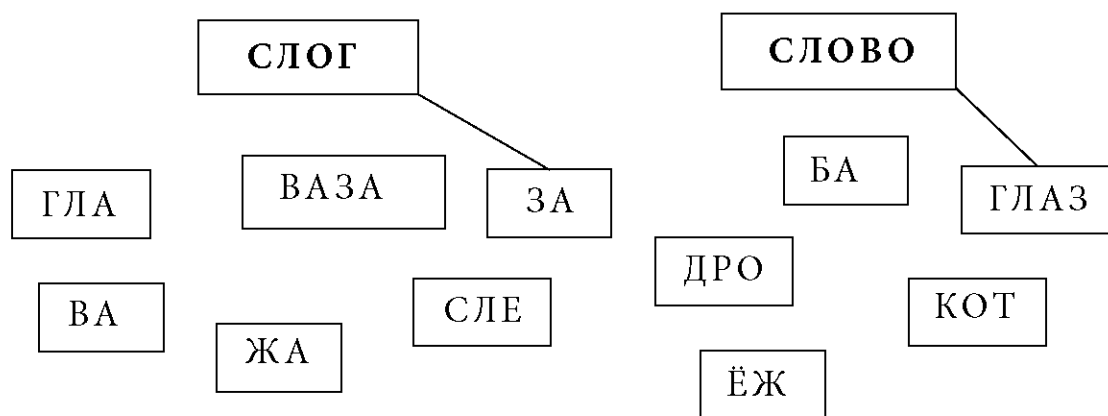 СЛОГ
СЛОВО
ГЛА
ВАЗА
ЗА
БА
ГЛАЗ
ВА
ЖА
СЛЕ
ДРО
КОТ
ЁЖ